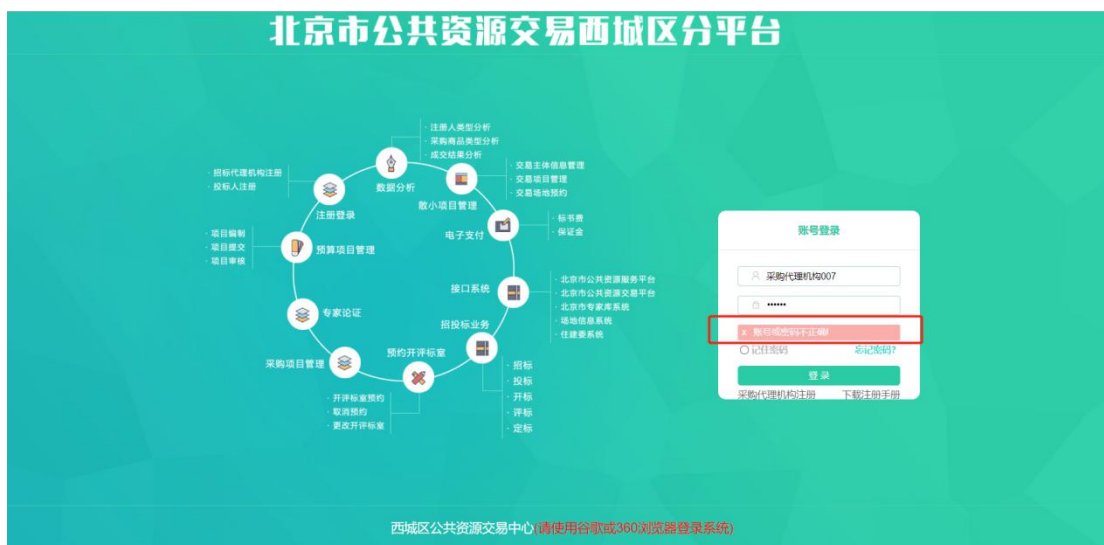 北京市公共资源交易西城区分平台
· 注册人类型分析
· 采购商品类型分析
· 成交结果分析
数据分析
· 交易主体信息管理
· 交易项目管理
· 交易场地预约
散小项目管理
· 招标代理机构注册
· 投标人注册
注册登录
· 标书费
· 保证金
电子支付
· 项目编制
· 项目提交
· 项目审核
预算项目管理
· 北京市公共资源服务平台
· 北京市公共资源交易平台
· 北京市专家库系统
· 场地信息系统
· 住建委系统
接口系统
专家论证
招投标业务
· 招标
· 投标
· 开标
· 评标
· 定标
采购项目管理
预约开评标室
· 开评标室预约
· 取消预约
· 更改开评标室
账号登录
采购代理机构007
••••••
x 账号或密码不正确!
记住密码 忘记密码?
登录
采购代理机构注册 下载注册手册
西城区公共资源交易中心(请使用谷歌或360浏览器登录系统)